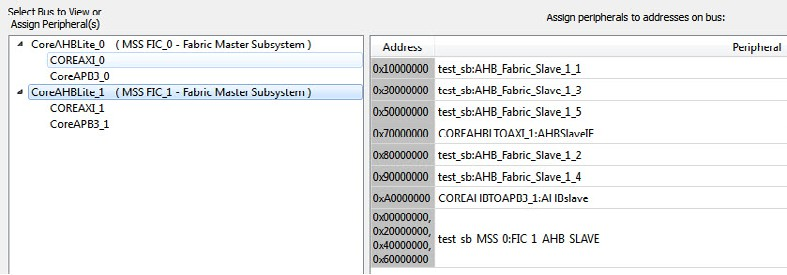 Select Bus to View or
Assign Peripheral(s)
Assign peripherals to addresses on bus:
CoreAHBLite_0 ( MSS FIC_0 - Fabric Master Subsystem )
COREAXI_0
CoreAPB3_0
CoreAHBLite_1 ( MSS FIC_1 - Fabric Master Subsystem )
COREAXI_1
CoreAPB3_1
Address Peripheral
0x10000000 test_sb:AHB_Fabric_Slave_1_1
0x30000000 test_sb:AHB_Fabric_Slave_1_3
0x50000000 test_sb:AHB_Fabric_Slave_1_5
0x70000000 COREAHBLTOAXI_1:AHBSlaveIF
0x80000000 test_sb:AHB_Fabric_Slave_1_2
0x90000000 test_sb:AHB_Fabric_Slave_1_4
0xA0000000 COREAHBTOAPB3_1:AHBslave
0x00000000,
0x20000000,
0x40000000,
0x60000000
test_sb_MSS_0:FIC_1_AHB_SLAVE